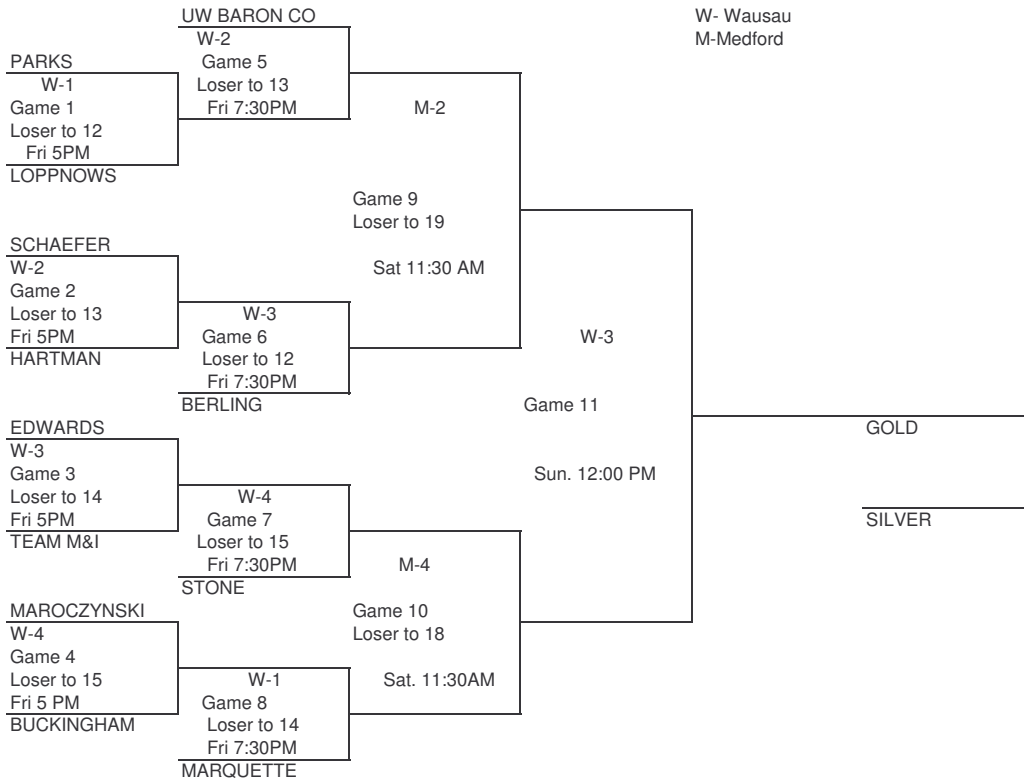 UW BARON CO
W- Wausau
M-Medford
W-2
Game 5
Loser to 13
Fri 7:30PM
PARKS
W-1
Game 1
Loser to 12
Fri 5PM
LOPPNOWS
M-2
Game 9
Loser to 19
Sat 11:30 AM
SCHAEFER
W-2
Game 2
Loser to 13
Fri 5PM
HARTMAN
W-3
Game 6
Loser to 12
Fri 7:30PM
BERLING
W-3
Game 11
Sun. 12:00 PM
GOLD
SILVER
EDWARDS
W-3
Game 3
Loser to 14
Fri 5PM
TEAM M&I
W-4
Game 7
Loser to 15
Fri 7:30PM
STONE
M-4
Game 10
Loser to 18
Sat. 11:30AM
MAROCZYNSKI
W-4
Game 4
Loser to 15
Fri 5 PM
BUCKINGHAM
W-1
Game 8
Loser to 14
Fri 7:30PM
MARQUETTE